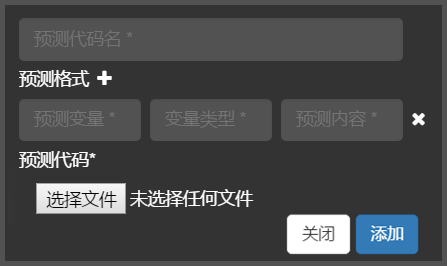 预测代码名 *
预测格式
预测变量 * 变量类型 * 预测内容 *
预测代码*
选择文件 未选择任何文件
关闭 添加